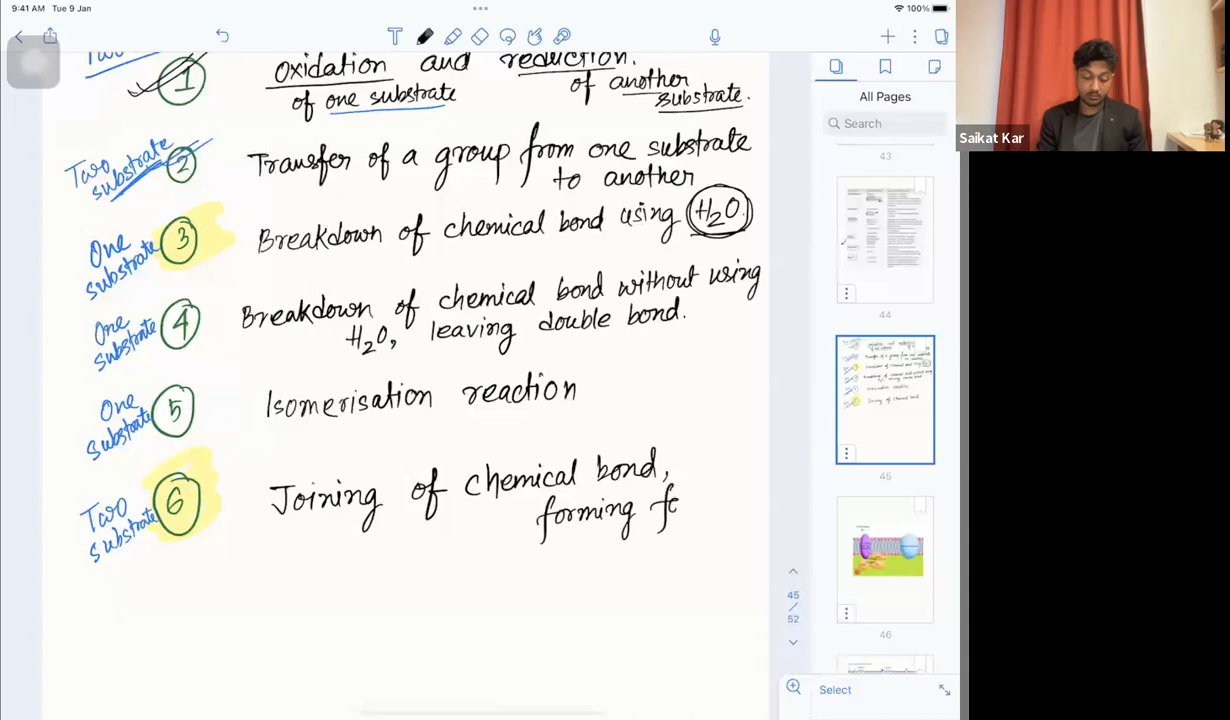 9:41 AM Tue 9 Jan
100%
Two
1 Oxidation and reduction.
of one substrate of another substrate.
Two substrate 2 Transfer of a group from one substrate
to another
One substrate 3 Breakdown of chemical bond using H2O.
One substrate 4 Breakdown of chemical bond without using
H2O, leaving double bond.
One substrate 5 Isomerisation reaction
Two substrate 6 Joining of chemical bond,
forming
45
/
52
All Pages
Search
43
44
45
46
Select
Saikat Kar